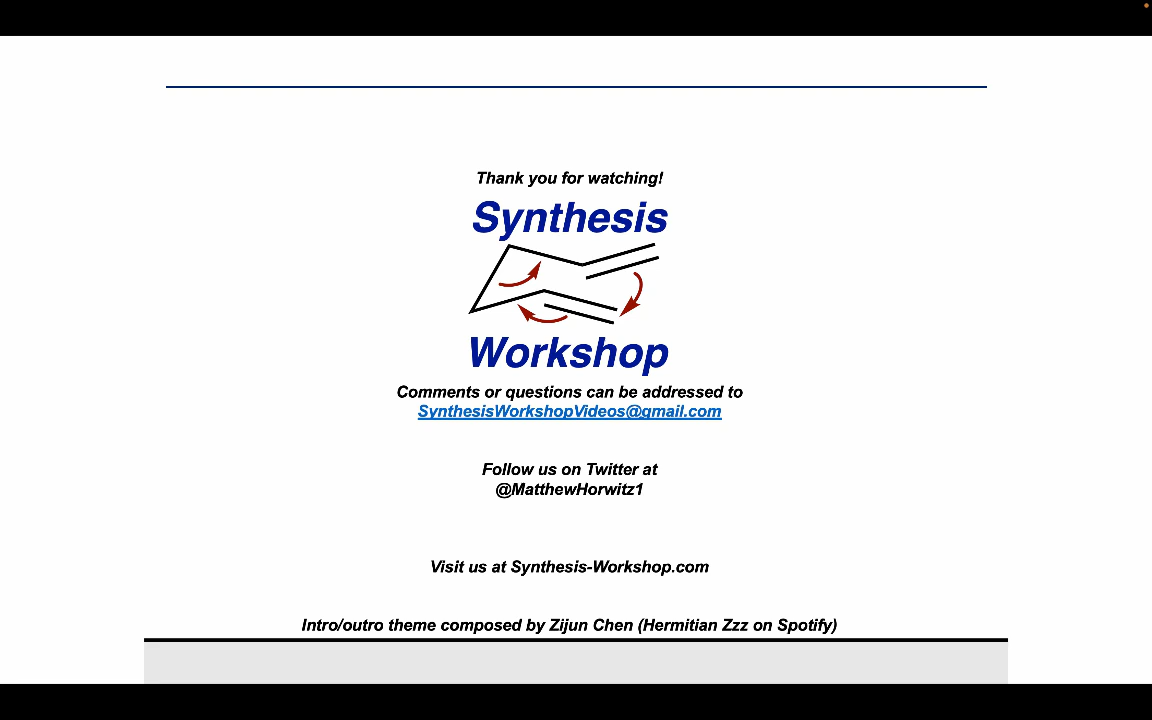 Thank you for watching!
Synthesis
Workshop
Comments or questions can be addressed to
SynthesisWorkshopVideos@gmail.com
Follow us on Twitter at
@MatthewHorwitz1
Visit us at Synthesis-Workshop.com
Intro/outro theme composed by Zijun Chen (Hermitian Zzz on Spotify)